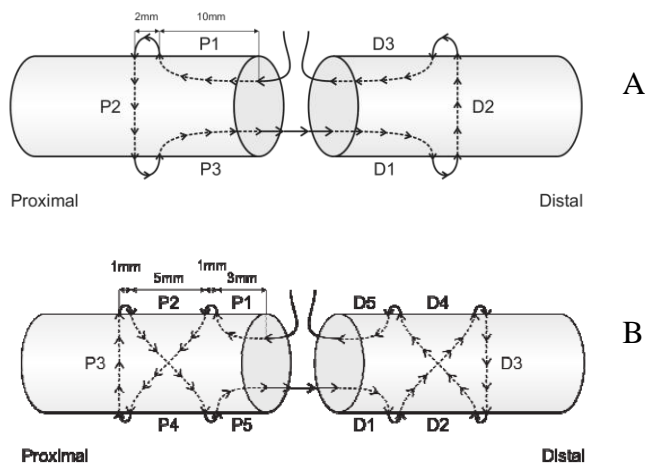 2mm 10mm
P1 D3
A
P2 D2
P3 D1
Proximal Distal
1mm 5mm 1mm 3mm
P2 P1 D5 D4
B
P3 D3
P4 P5 D1 D2
Proximal Distal